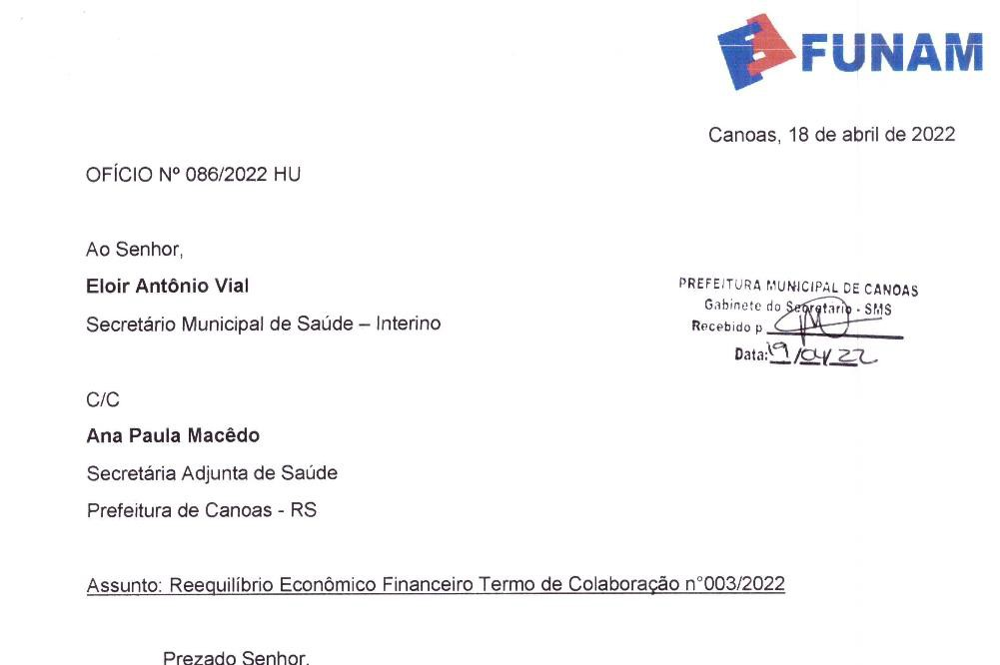 FUNAM
Canoas, 18 de abril de 2022
OFÍCIO Nº 086/2022 HU
Ao Senhor,
Eloir Antônio Vial
Secretário Municipal de Saúde – Interino
PREFEITURA MUNICIPAL DE CANOAS
Gabinete do Secretário - SMS
Recebido p
Data: 19/04/22
C/C
Ana Paula Macêdo
Secretária Adjunta de Saúde
Prefeitura de Canoas - RS
Assunto: Reequilíbrio Econômico Financeiro Termo de Colaboração n°003/2022
Prezado Senhor,